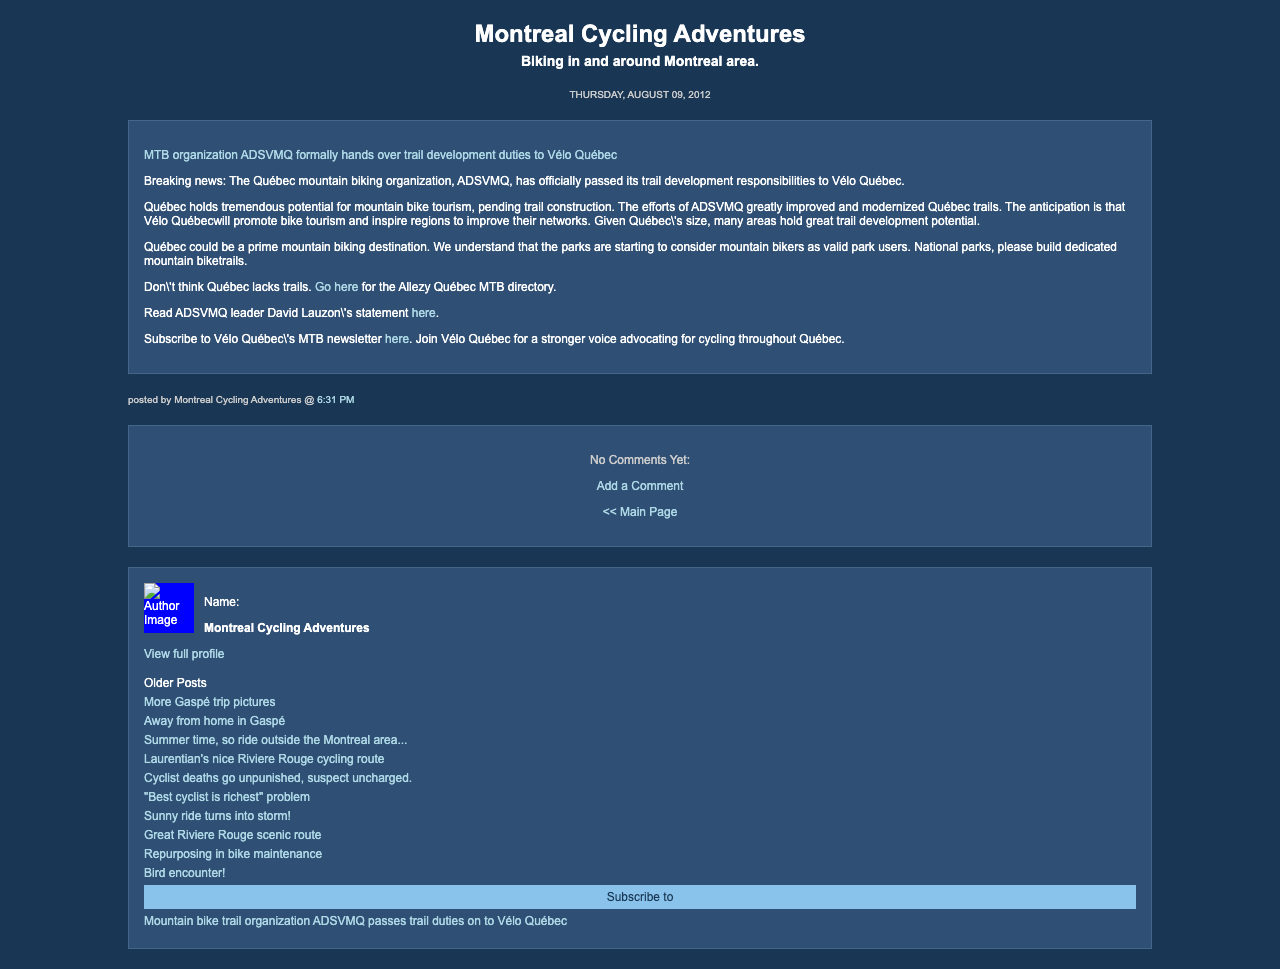 Montreal Cycling Adventures
Biking in and around Montreal area.
THURSDAY, AUGUST 09, 2012
MTB organization ADSVMQ formally hands over trail development duties to Vélo Québec
Breaking news: The Québec mountain biking organization, ADSVMQ, has officially passed its trail development responsibilities to Vélo Québec.
Québec holds tremendous potential for mountain bike tourism, pending trail construction. The efforts of ADSVMQ greatly improved and modernized Québec trails. The anticipation is that
Vélo Québecwill promote bike tourism and inspire regions to improve their networks. Given Québec\'s size, many areas hold great trail development potential.
Québec could be a prime mountain biking destination. We understand that the parks are starting to consider mountain bikers as valid park users. National parks, please build dedicated
mountain biketrails.
Don\'t think Québec lacks trails. Go here for the Allezy Québec MTB directory.
Read ADSVMQ leader David Lauzon\'s statement here.
Subscribe to Vélo Québec\'s MTB newsletter here. Join Vélo Québec for a stronger voice advocating for cycling throughout Québec.
posted by Montreal Cycling Adventures @ 6:31 PM
No Comments Yet:
Add a Comment
<< Main Page
Author
Image
Name:
Montreal Cycling Adventures
View full profile
Older Posts
More Gaspé trip pictures
Away from home in Gaspé
Summer time, so ride outside the Montreal area...
Laurentian's nice Riviere Rouge cycling route
Cyclist deaths go unpunished, suspect uncharged.
"Best cyclist is richest" problem
Sunny ride turns into storm!
Great Riviere Rouge scenic route
Repurposing in bike maintenance
Bird encounter!
Subscribe to
Mountain bike trail organization ADSVMQ passes trail duties on to Vélo Québec